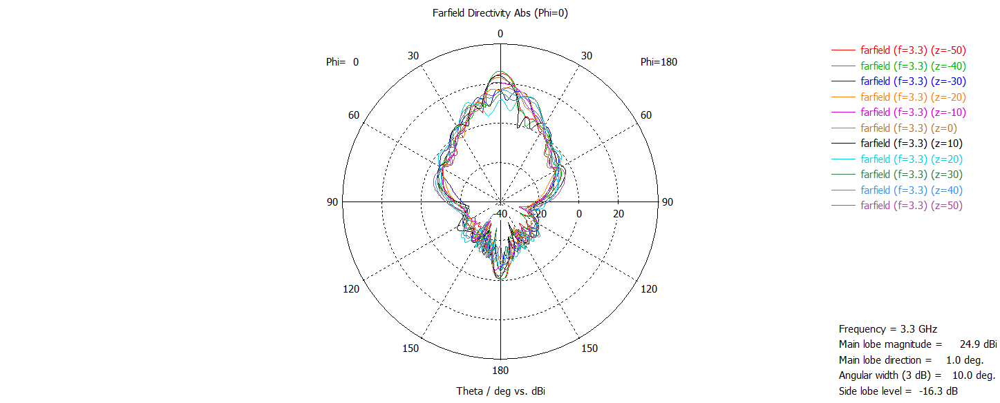 Farfield Directivity Abs (Phi=0)
0
30
30
Phi= 0
Phi=180
60
60
90
90
-40
-20
0
20
120
120
150
150
180
Theta / deg vs. dBi
farfield (f=3.3) (z=-50)
farfield (f=3.3) (z=-40)
farfield (f=3.3) (z=-30)
farfield (f=3.3) (z=-20)
farfield (f=3.3) (z=-10)
farfield (f=3.3) (z=0)
farfield (f=3.3) (z=10)
farfield (f=3.3) (z=20)
farfield (f=3.3) (z=30)
farfield (f=3.3) (z=40)
farfield (f=3.3) (z=50)
Frequency = 3.3 GHz
Main lobe magnitude = 24.9 dBi
Main lobe direction = 1.0 deg.
Angular width (3 dB) = 10.0 deg.
Side lobe level = -16.3 dB